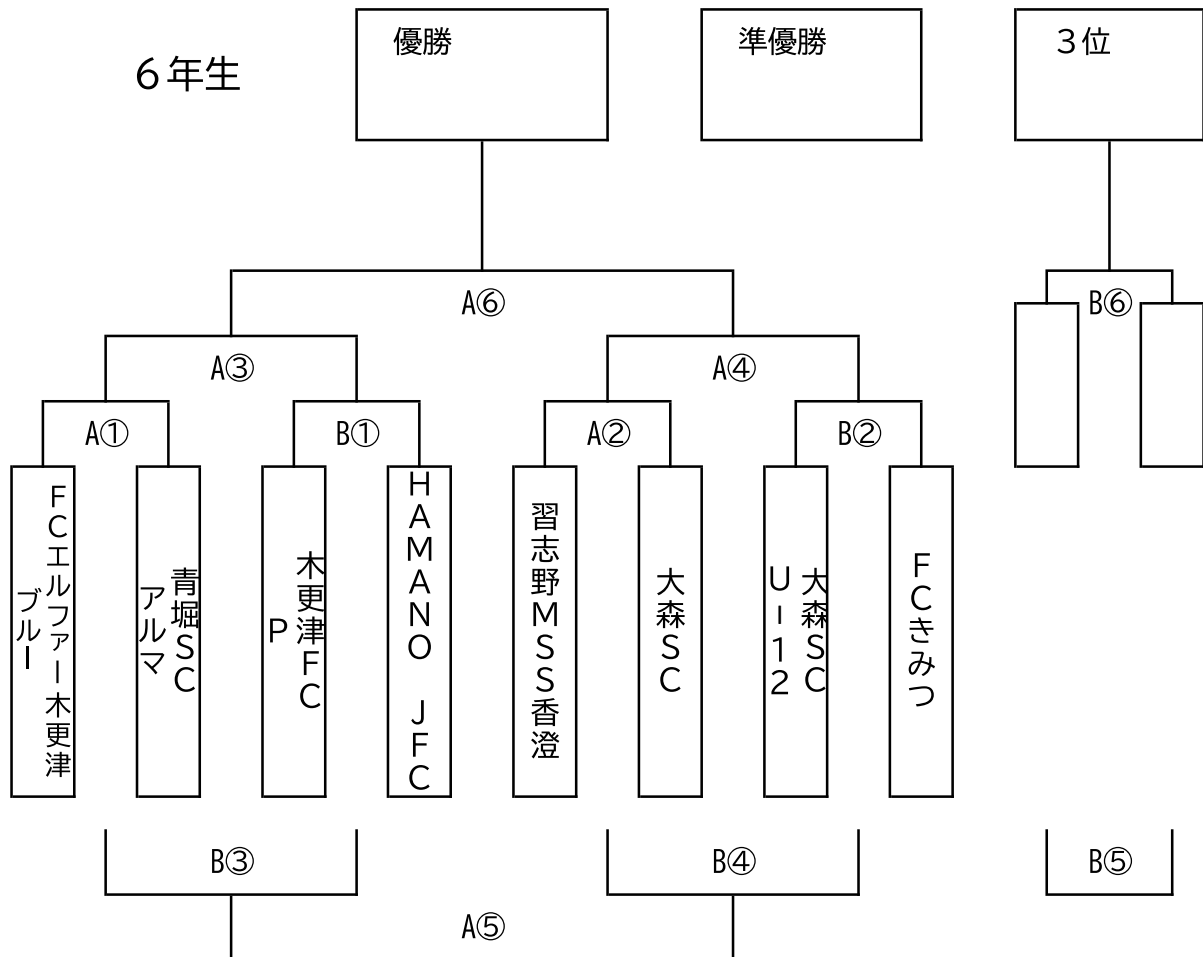 6年生
優勝
準優勝
3位
A⑥
B⑥
A③
A④
A①
B①
A②
B②
FCエルファー木更津
ブルー
青堀SC
アルマ
木更津FC
P
HAMANO JFC
習志野MSS香澄
大森SC
大森SC
U-12
FCきみつ
B③
B④
B⑤
A⑤